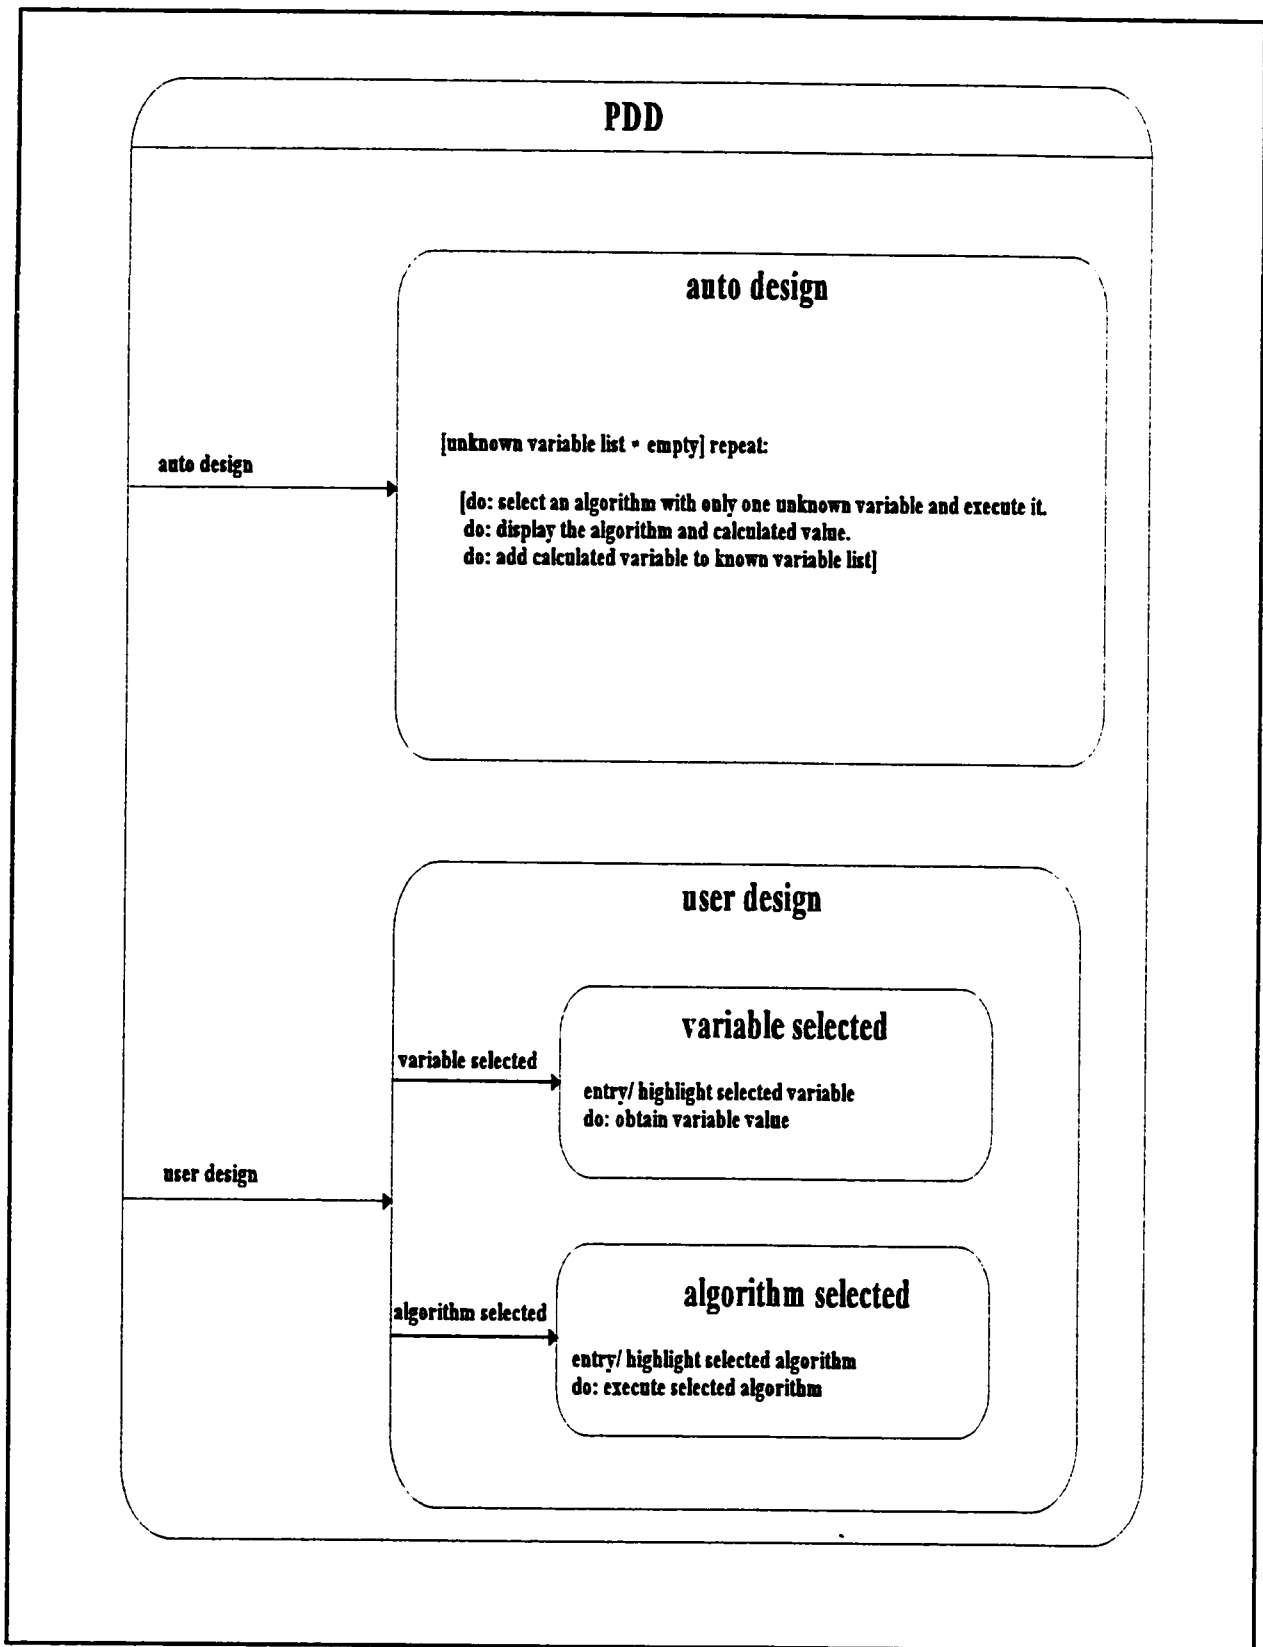 PDD
auto design
auto design
[unknown variable list ≠ empty] repeat:
[do: select an algorithm with only one unknown variable and execute it.
do: display the algorithm and calculated value.
do: add calculated variable to known variable list]
user design
variable selected
variable selected
entry/ highlight selected variable
do: obtain variable value
user design
algorithm selected
algorithm selected
entry/ highlight selected algorithm
do: execute selected algorithm